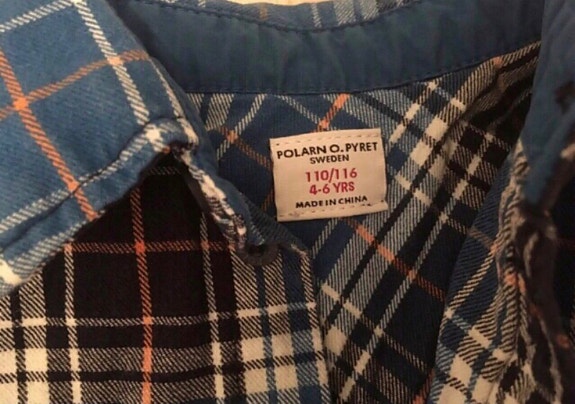 POLARN O. PYRET
SWEDEN
110/116
4-6 YRS
MADE IN CHINA